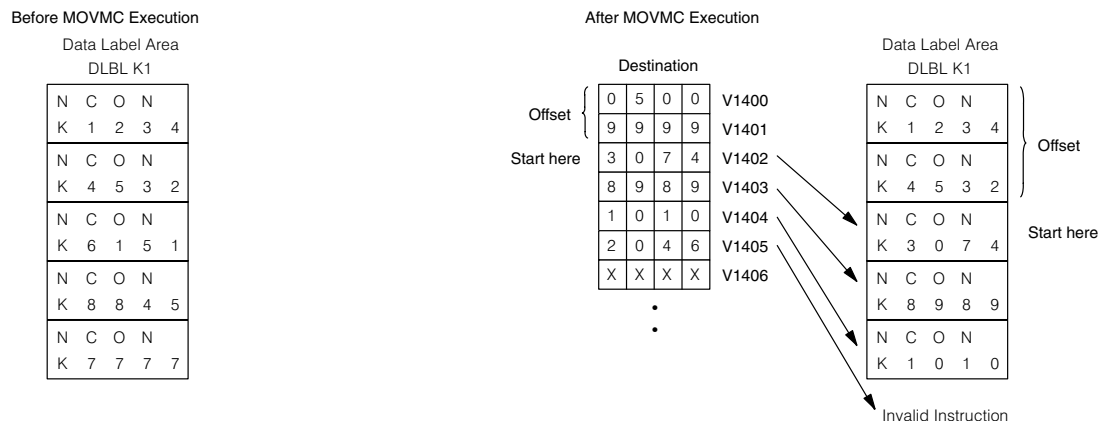 Before MOVMC Execution
Data Label Area
DLBL K1
N C O N
K 1 2 3 4
N C O N
K 4 5 3 2
N C O N
K 6 1 5 1
N C O N
K 8 8 4 5
N C O N
K 7 7 7 7
After MOVMC Execution
Destination
Offset
0 5 0 0 V1400
9 9 9 9 V1401
Start here 3 0 7 4 V1402
8 9 8 9 V1403
1 0 1 0 V1404
2 0 4 6 V1405
X X X X V1406
Data Label Area
DLBL K1
N C O N
K 1 2 3 4
N C O N
K 4 5 3 2
Offset
N C O N
K 3 0 7 4
Start here
N C O N
K 8 9 8 9
N C O N
K 1 0 1 0
Invalid Instruction